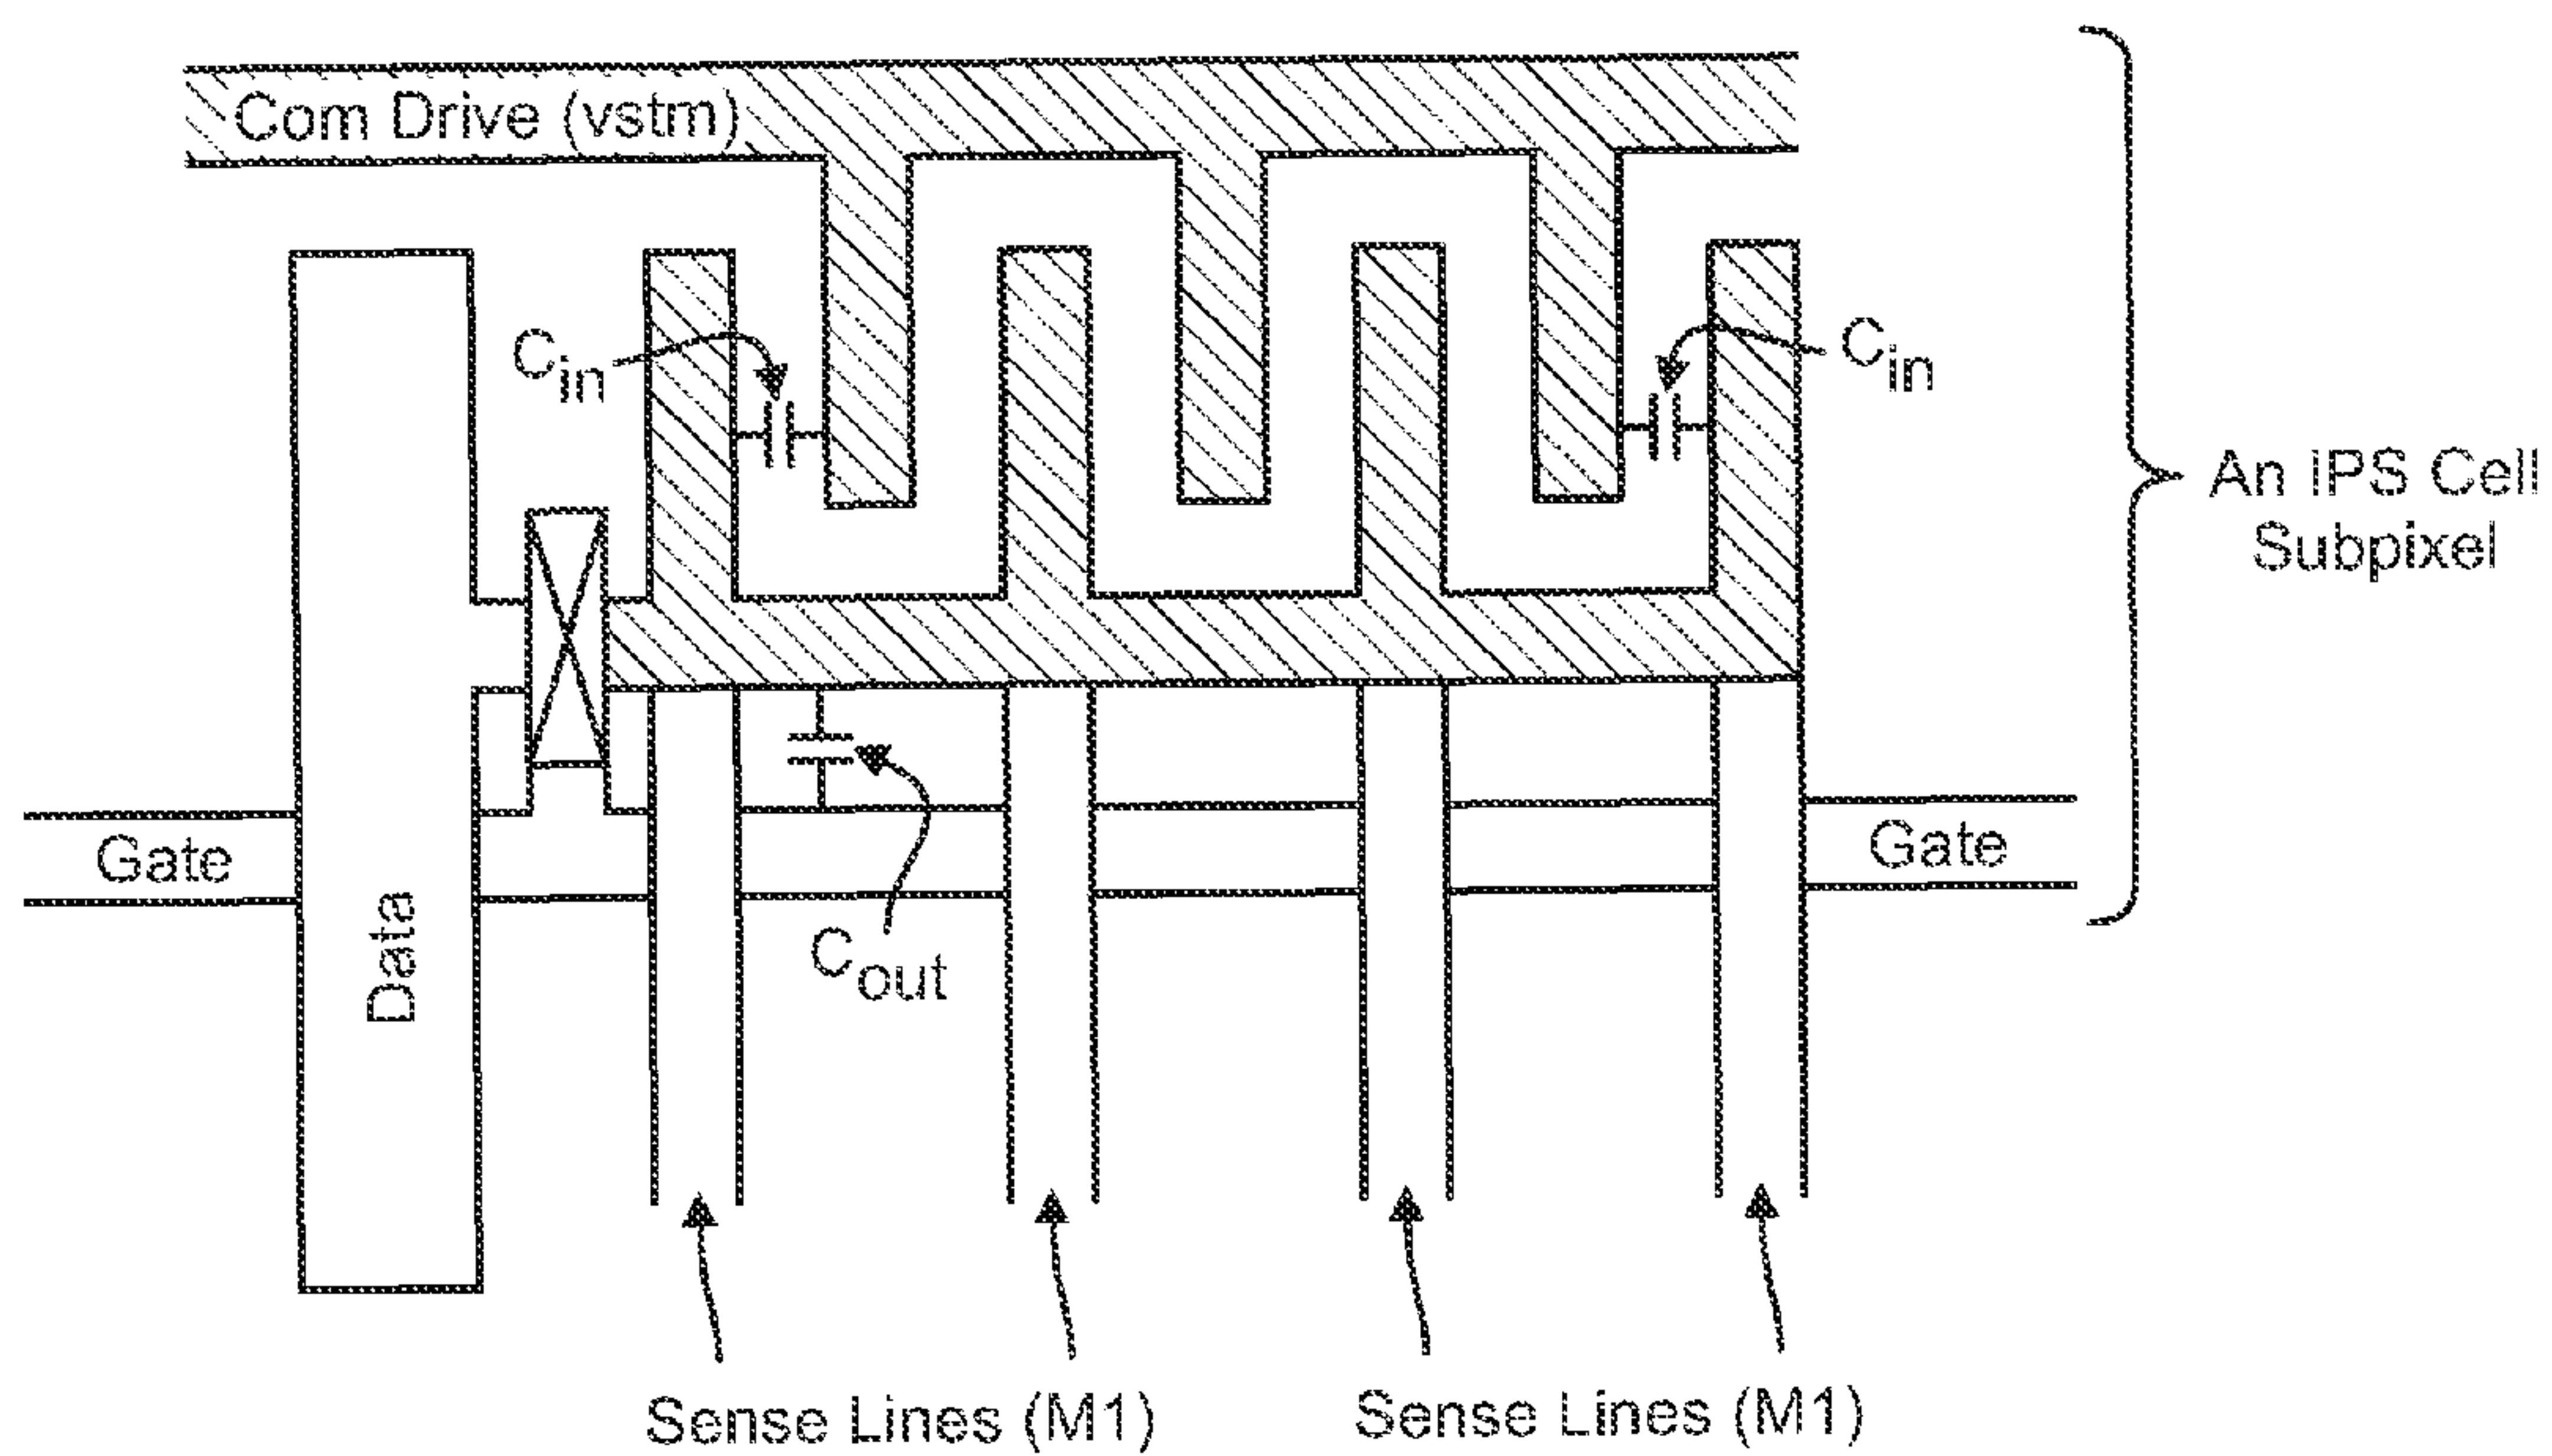 Com Drive (vstm)
Cin
Cin
An IPS Cell
Subpixel
Gate
Gate
Data
Cout
Sense Lines (M1)
Sense Lines (M1)